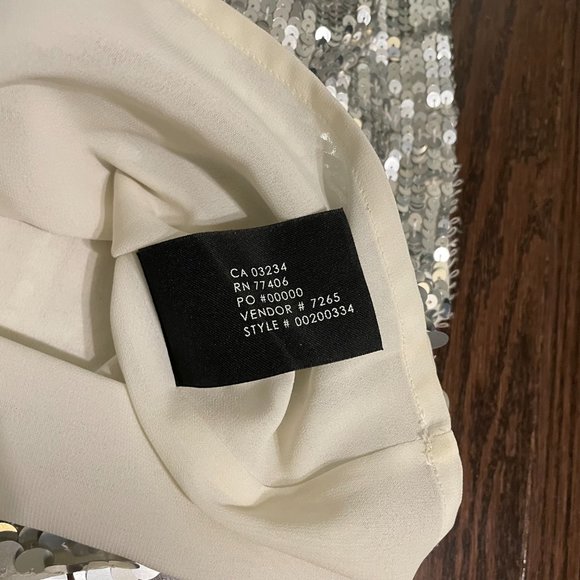 CA 03234
RN 77406
PO #00000
VENDOR # 7265
STYLE # 00200334